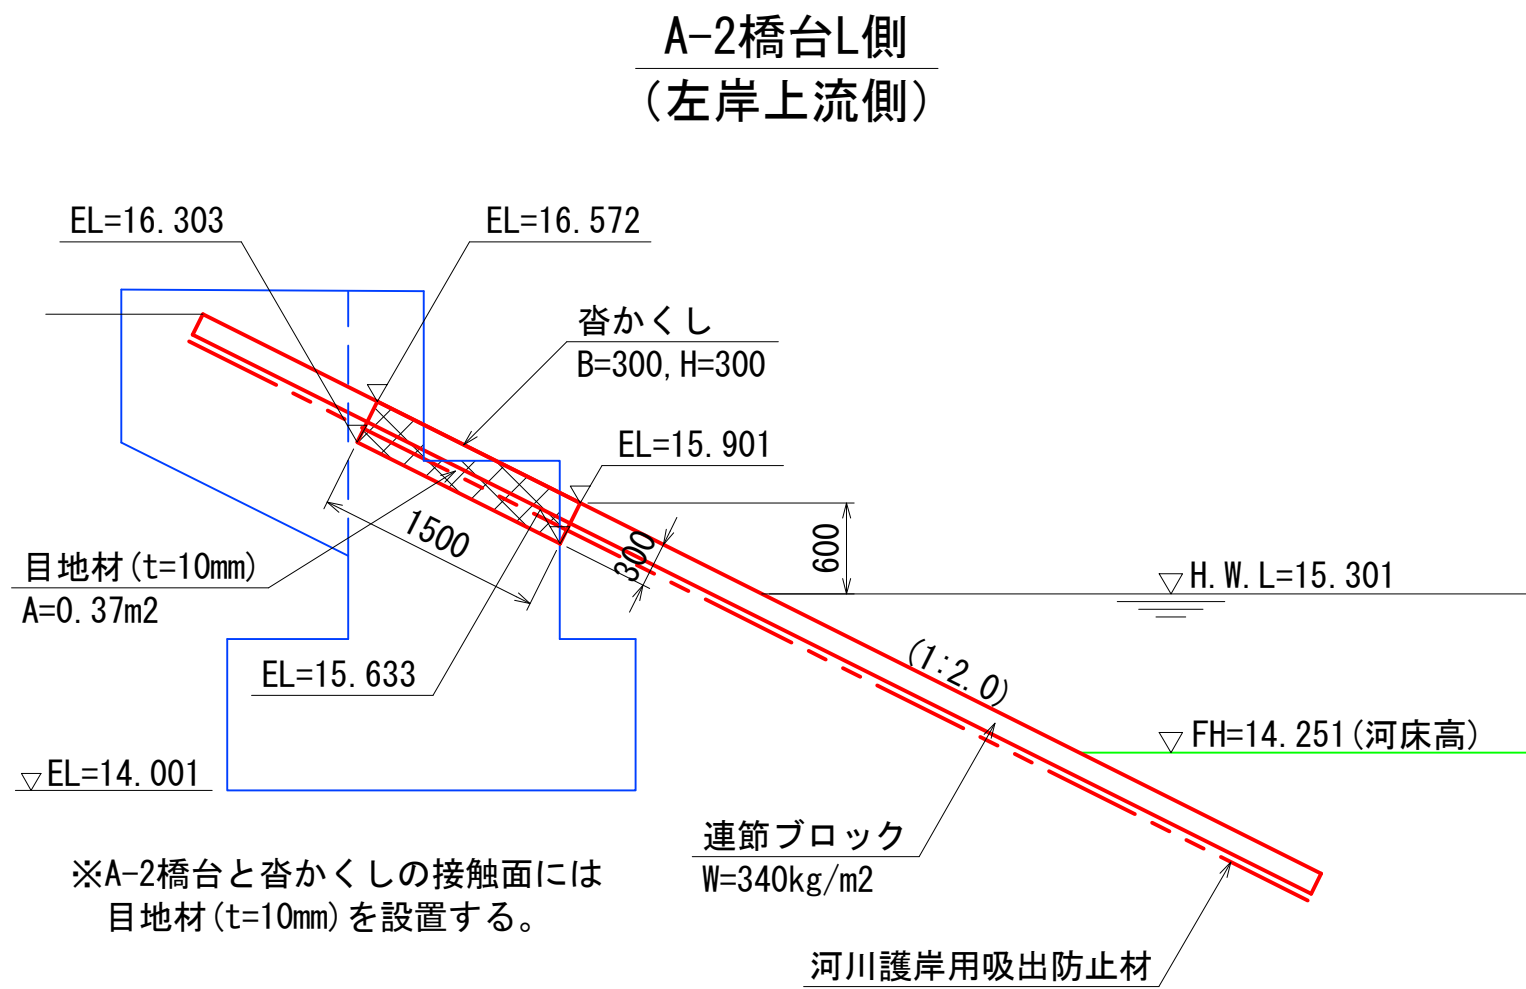 A-2橋台L側
(左岸上流側)
EL=16.303
EL=16.572
沓かくし
B=300,H=300
EL=15.901
1500
300
600
H.W.L=15.301
目地材(t=10mm)
A=0.37m2
EL=15.633
(1:2.0)
FH=14.251(河床高)
EL=14.001
連節ブロック
W=340kg/m2
※A-2橋台と沓かくしの接触面には
目地材(t=10mm)を設置する。
河川護岸用吸出防止材